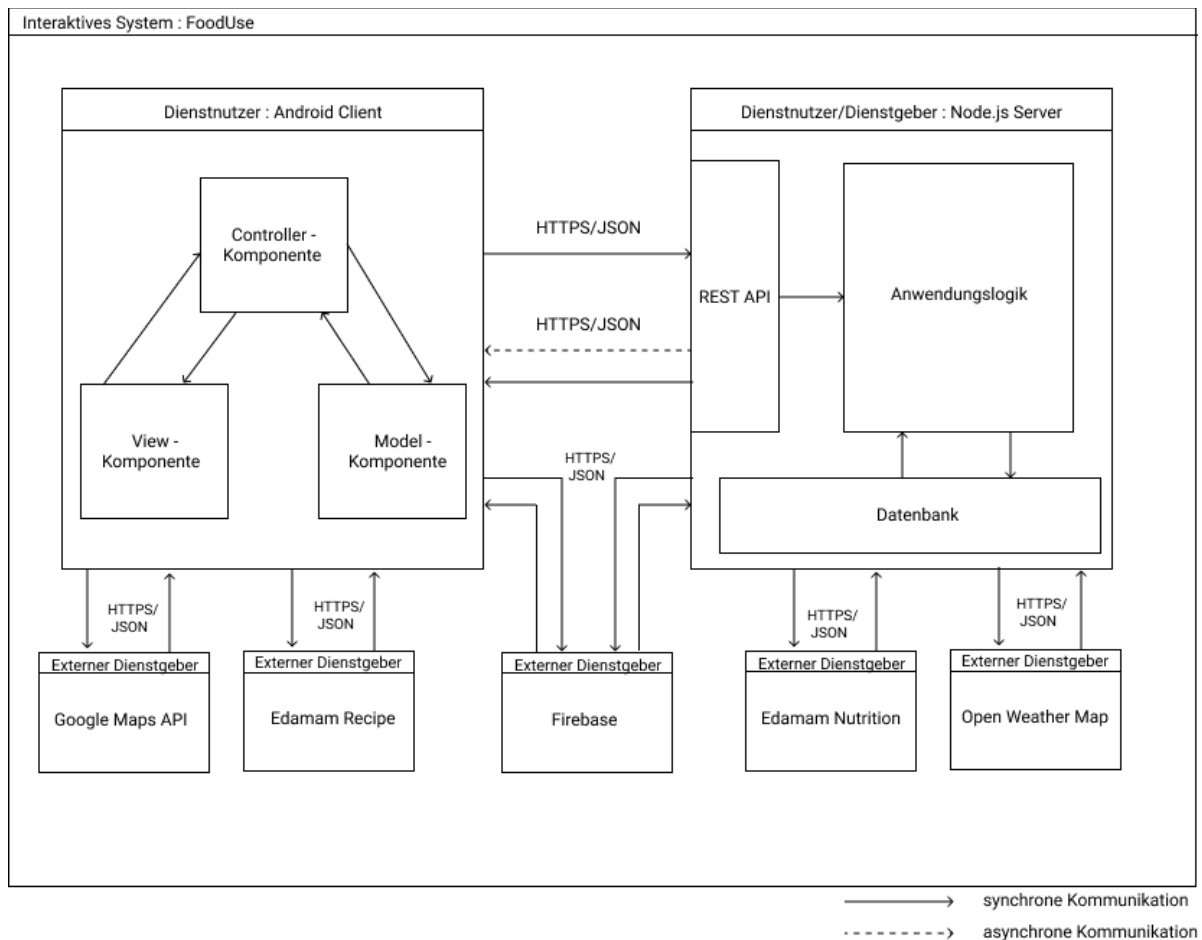 Interaktives System : FoodUse
Dienstnutzer : Android Client
Dienstnutzer/Dienstgeber : Node.js Server
Controller -
Komponente
View -
Komponente
Model -
Komponente
HTTPS/JSON
HTTPS/JSON
HTTPS/
JSON
REST API
Anwendungslogik
Datenbank
HTTPS/
JSON
HTTPS/
JSON
HTTPS/
JSON
HTTPS/
JSON
Externer Dienstgeber
Google Maps API
Externer Dienstgeber
Edamam Recipe
Externer Dienstgeber
Firebase
Externer Dienstgeber
Edamam Nutrition
Externer Dienstgeber
Open Weather Map
synchrone Kommunikation
asynchrone Kommunikation